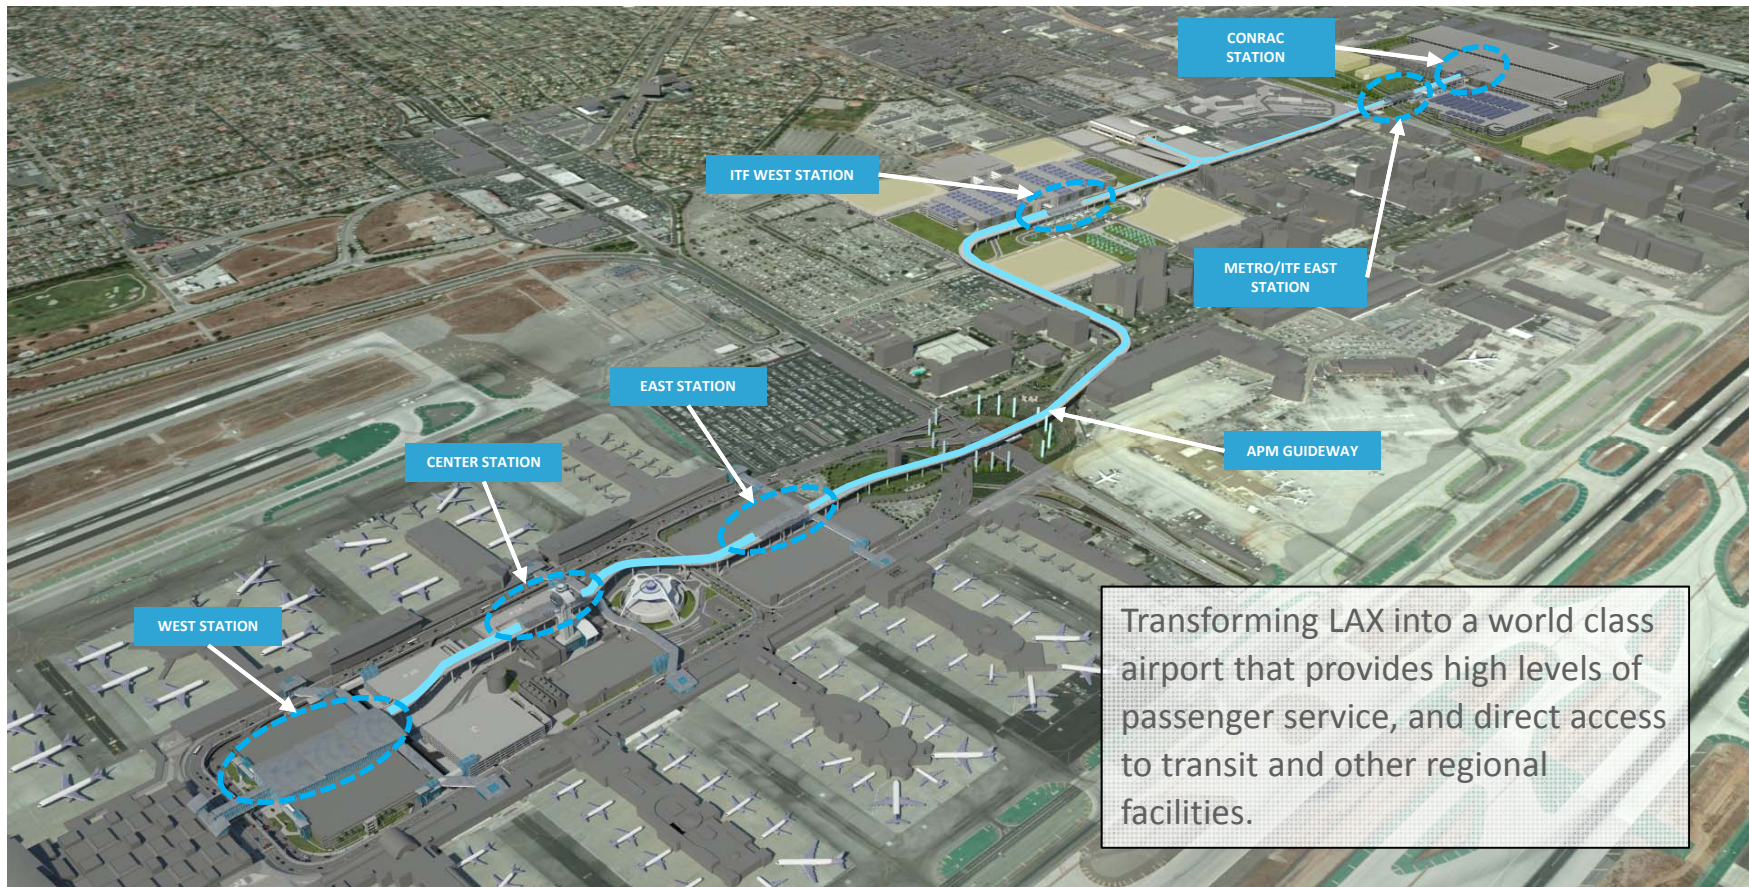 CONRAC
STATION
ITF WEST STATION
METRO/ITF EAST
STATION
EAST STATION
APM GUIDEWAY
CENTER STATION
WEST STATION
Transforming LAX into a world class
airport that provides high levels of
passenger service, and direct access
to transit and other regional
facilities.